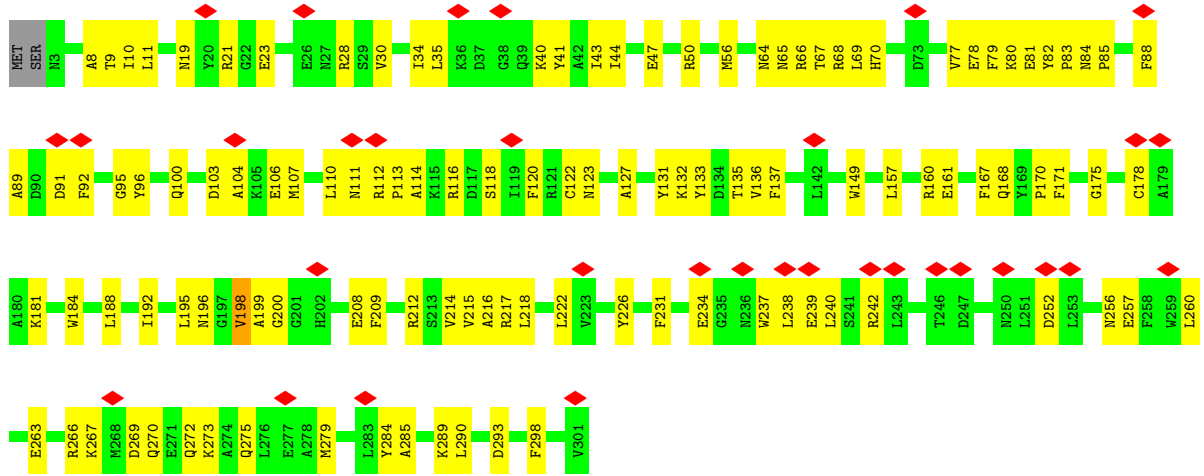 MET SER N3 A8 T9 I10 L11 N19 Y20 R21 G22 E23 E26 N27 R28 S29 V30 I34 L35 K36 D37 G38 Q39 K40 Y41 A42 I43 I44 E47 R50 M56 N64 N65 R66 T67 R68 L69 H70 D73 V77 E78 F79 K80 E81 Y82 P83 N84 P85 F88
A89 D90 D91 F92 G95 Y96 Q100 D103 A104 K105 E106 M107 L110 N111 R112 P113 A114 K115 R116 D117 S118 I119 F120 R121 C122 N123 A127 Y131 K132 Y133 D134 T135 V136 F137 L142 W149 L157 R160 E161 F167 Q168 Y169 P170 F171 G175 C178 A179
A180 K181 W184 L188 I192 L195 N196 G197 V198 A199 G200 G201 H202 E208 F209 R212 S213 V214 V215 A216 R217 L218 L222 V223 Y226 F231 E234 G235 N236 W237 L238 E239 L240 S241 R242 L243 T246 D247 N250 L251 D252 L253 N256 E257 F258 W259 L260
E263 R266 K267 M268 D269 Q270 E271 Q272 K273 A274 Q275 L276 E277 A278 M279 L283 Y284 A285 K289 L290 D293 F298 V301